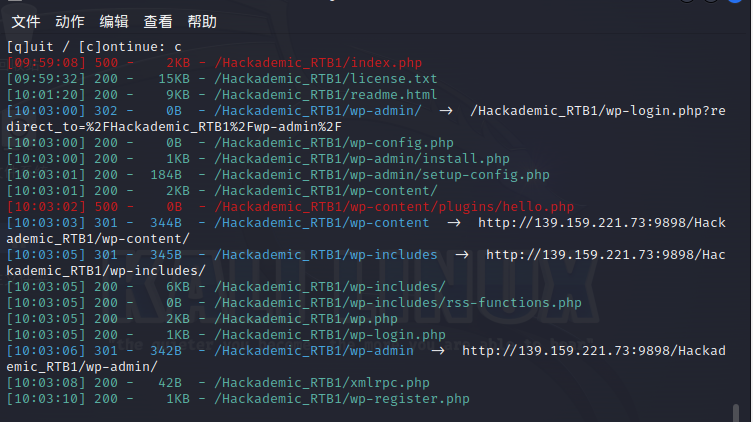 文件 动作 编辑 查看 帮助
[q]uit / [c]ontinue: c
[09:59:08] 500 -    2KB - /Hackademic_RTB1/index.php
[09:59:32] 200 -   15KB - /Hackademic_RTB1/license.txt
[10:01:20] 200 -    9KB - /Hackademic_RTB1/readme.html
[10:03:00] 302 -    0B  - /Hackademic_RTB1/wp-admin/  →  /Hackademic_RTB1/wp-login.php?re
direct_to=%2FHackademic_RTB1%2Fwp-admin%2F
[10:03:00] 200 -    0B  - /Hackademic_RTB1/wp-config.php
[10:03:00] 200 -    1KB - /Hackademic_RTB1/wp-admin/install.php
[10:03:01] 200 -  184B  - /Hackademic_RTB1/wp-admin/setup-config.php
[10:03:01] 200 -    2KB - /Hackademic_RTB1/wp-content/
[10:03:02] 500 -    0B  - /Hackademic_RTB1/wp-content/plugins/hello.php
[10:03:03] 301 -  344B  - /Hackademic_RTB1/wp-content  →  http://139.159.221.73:9898/Hack
ademic_RTB1/wp-content/
[10:03:05] 301 -  345B  - /Hackademic_RTB1/wp-includes  →  http://139.159.221.73:9898/Hac
kademic_RTB1/wp-includes/
[10:03:05] 200 -    6KB - /Hackademic_RTB1/wp-includes/
[10:03:05] 200 -    0B  - /Hackademic_RTB1/wp-includes/rss-functions.php
[10:03:05] 200 -    2KB - /Hackademic_RTB1/wp.php
[10:03:05] 200 -    1KB - /Hackademic_RTB1/wp-login.php
[10:03:06] 301 -  342B  - /Hackademic_RTB1/wp-admin  →  http://139.159.221.73:9898/Hackad
emic_RTB1/wp-admin/
[10:03:08] 200 -   42B  - /Hackademic_RTB1/xmlrpc.php
[10:03:10] 200 -    1KB - /Hackademic_RTB1/wp-register.php